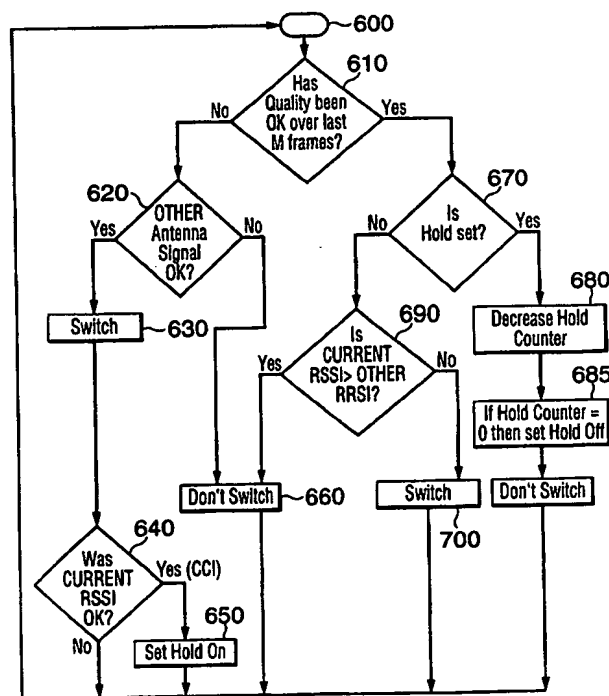 600
610
Has
Quality been
OK over last
M frames?
No
Yes
620
OTHER
Antenna
Signal
OK?
Yes
No
670
Is
Hold set?
No
Yes
Switch
630
680
Decrease Hold
Counter
690
Is
CURRENT
RSSI> OTHER
RRSI?
Yes
No
685
If Hold Counter =
0 then set Hold Off
Don't Switch
660
Switch
700
Don't Switch
640
Was
CURRENT
RSSI
OK?
Yes (CCI)
No
650
Set Hold On